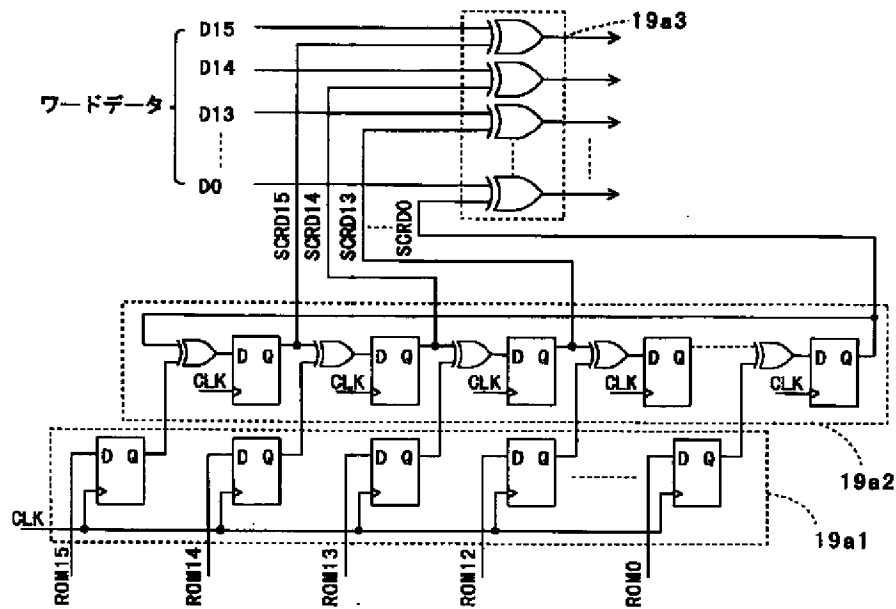 19a3
D15
D14
ワードデータ
D13
D0
SCRD15
SCRD14
SCRD13
SCRD0
D Q
D Q
D Q
D Q
D Q
CLK
CLK
CLK
CLK
CLK
D Q
D Q
D Q
D Q
D Q
19a2
CLK
19a1
ROM15
ROM14
ROM13
ROM12
ROM0